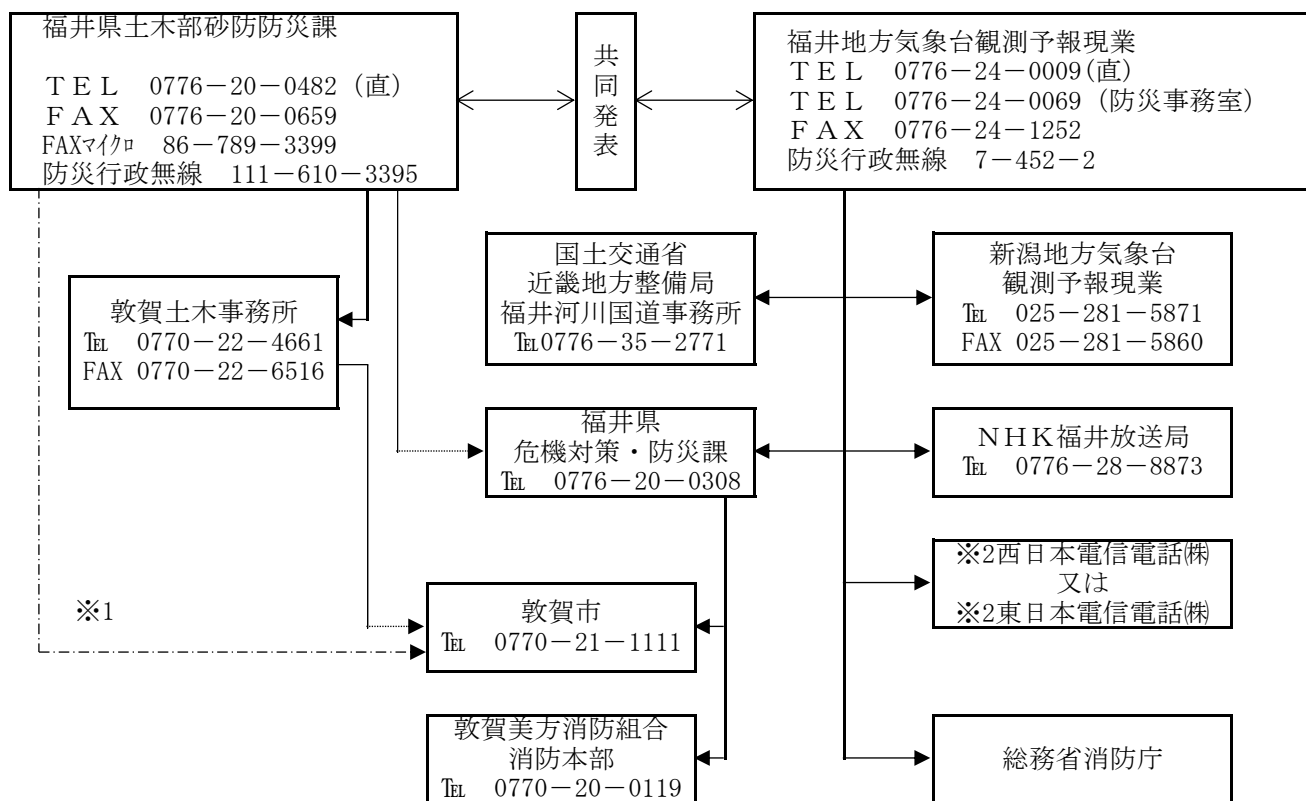 福井県土木部砂防防災課
ＴＥＬ　0776－20－0482（直）
ＦＡＸ　0776－20－0659
FAXﾏｲｸﾛ　86－789－3399
防災行政無線　111－610－3395
共
同
発
表
福井地方気象台観測予報現業
ＴＥＬ　0776－24－0009(直)
ＴＥＬ　0776－24－0069（防災事務室）
ＦＡＸ　0776－24－1252
防災行政無線　7－452－2
国土交通省
近畿地方整備局
福井河川国道事務所
℡0776－35－2771
新潟地方気象台
観測予報現業
℡　025－281－5871
FAX 025－281－5860
敦賀土木事務所
℡　0770－22－4661
FAX 0770－22－6516
福井県
危機対策・防災課
℡　0776－20－0308
ＮＨＫ福井放送局
℡　0776－28－8873
※2西日本電信電話㈱
又は
※2東日本電信電話㈱
※1
敦賀市
℡　0770－21－1111
敦賀美方消防組合
消防本部
℡　0770－20－0119
総務省消防庁